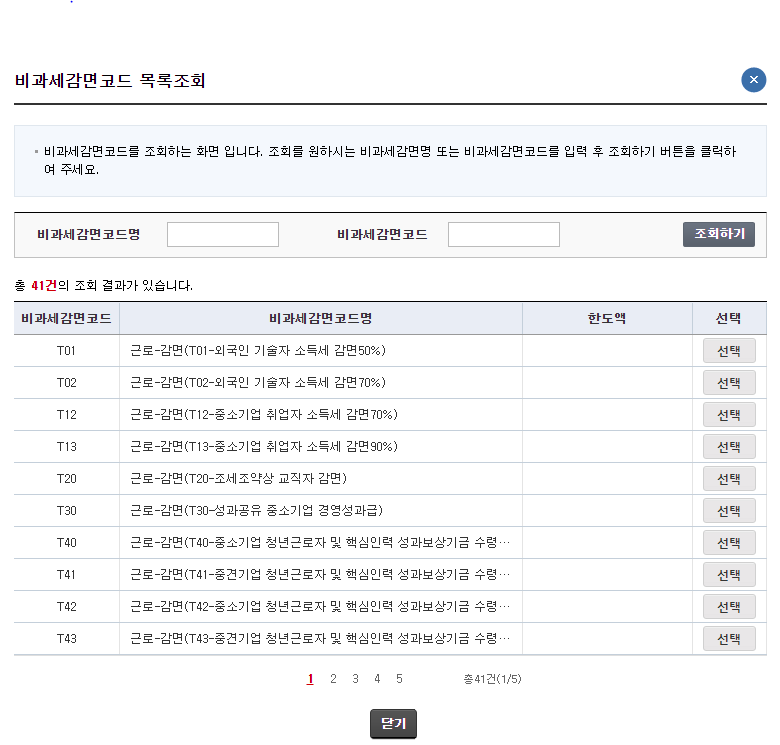 비과세감면코드 목록조회
비과세감면코드를 조회하는 화면 입니다. 조회를 원하시는 비과세감면명 또는 비과세감면코드를 입력 후 조회하기 버튼을 클릭하
여 주세요.
비과세감면코드명 비과세감면코드 조회하기
총 41건의 조회 결과가 있습니다.
비과세감면코드 비과세감면코드명 한도액 선택
T01 근로-감면(T01-외국인 기술자 소득세 감면50%) 선택
T02 근로-감면(T02-외국인 기술자 소득세 감면70%) 선택
T12 근로-감면(T12-중소기업 취업자 소득세 감면70%) 선택
T13 근로-감면(T13-중소기업 취업자 소득세 감면90%) 선택
T20 근로-감면(T20-조세조약상 교직자 감면) 선택
T30 근로-감면(T30-성과공유 중소기업 경영성과급) 선택
T40 근로-감면(T40-중소기업 청년근로자 및 핵심인력 성과보상기금 수령… 선택
T41 근로-감면(T41-중견기업 청년근로자 및 핵심인력 성과보상기금 수령… 선택
T42 근로-감면(T42-중소기업 청년근로자 및 핵심인력 성과보상기금 수령… 선택
T43 근로-감면(T43-중견기업 청년근로자 및 핵심인력 성과보상기금 수령… 선택
1 2 3 4 5 총41건(1/5)
닫기